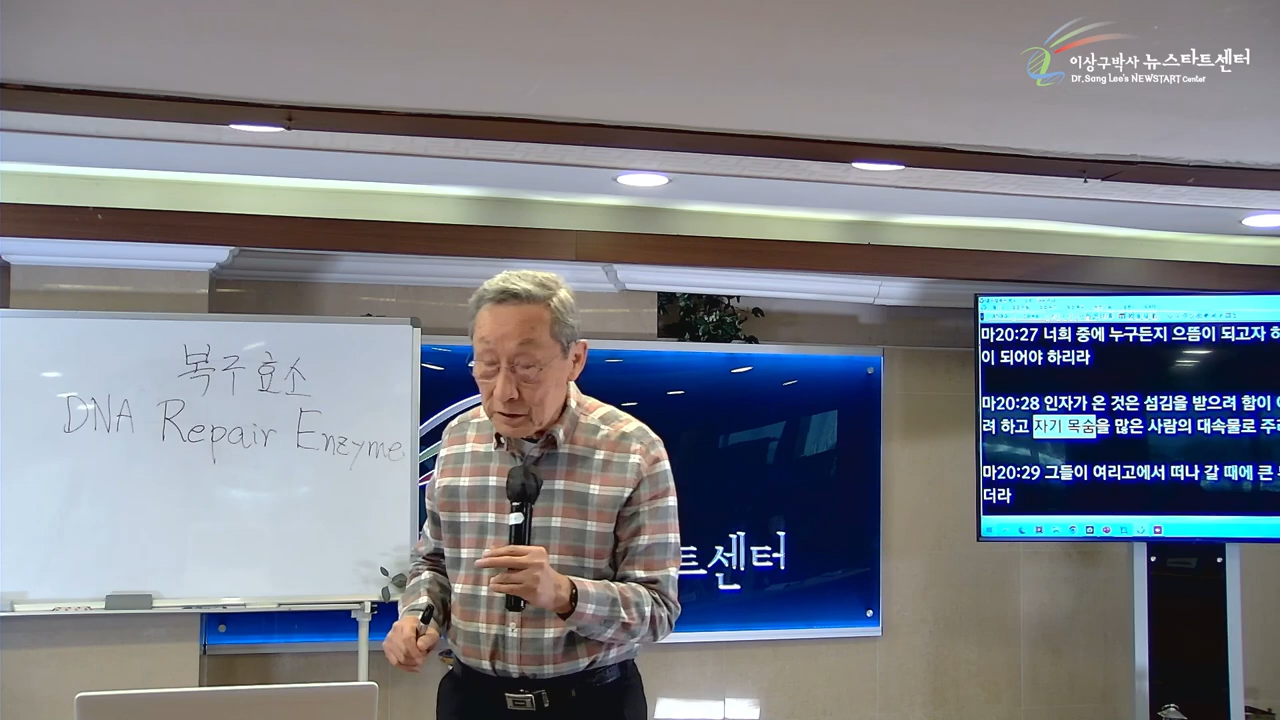 이상구박사 뉴스타트센터
Dr. Sang Lee's NEWSTART Center
복구효소
DNA Repair Enzyme
트센터
마20:27 너희 중에 누구든지 으뜸이 되고자 하
이 되어야 하리라
마20:28 인자가 온 것은 섬김을 받으려 함이
려 하고 자기 목숨을 많은 사람의 대속물로 주
마20:29 그들이 여리고에서 떠나 갈 때에 큰
더라